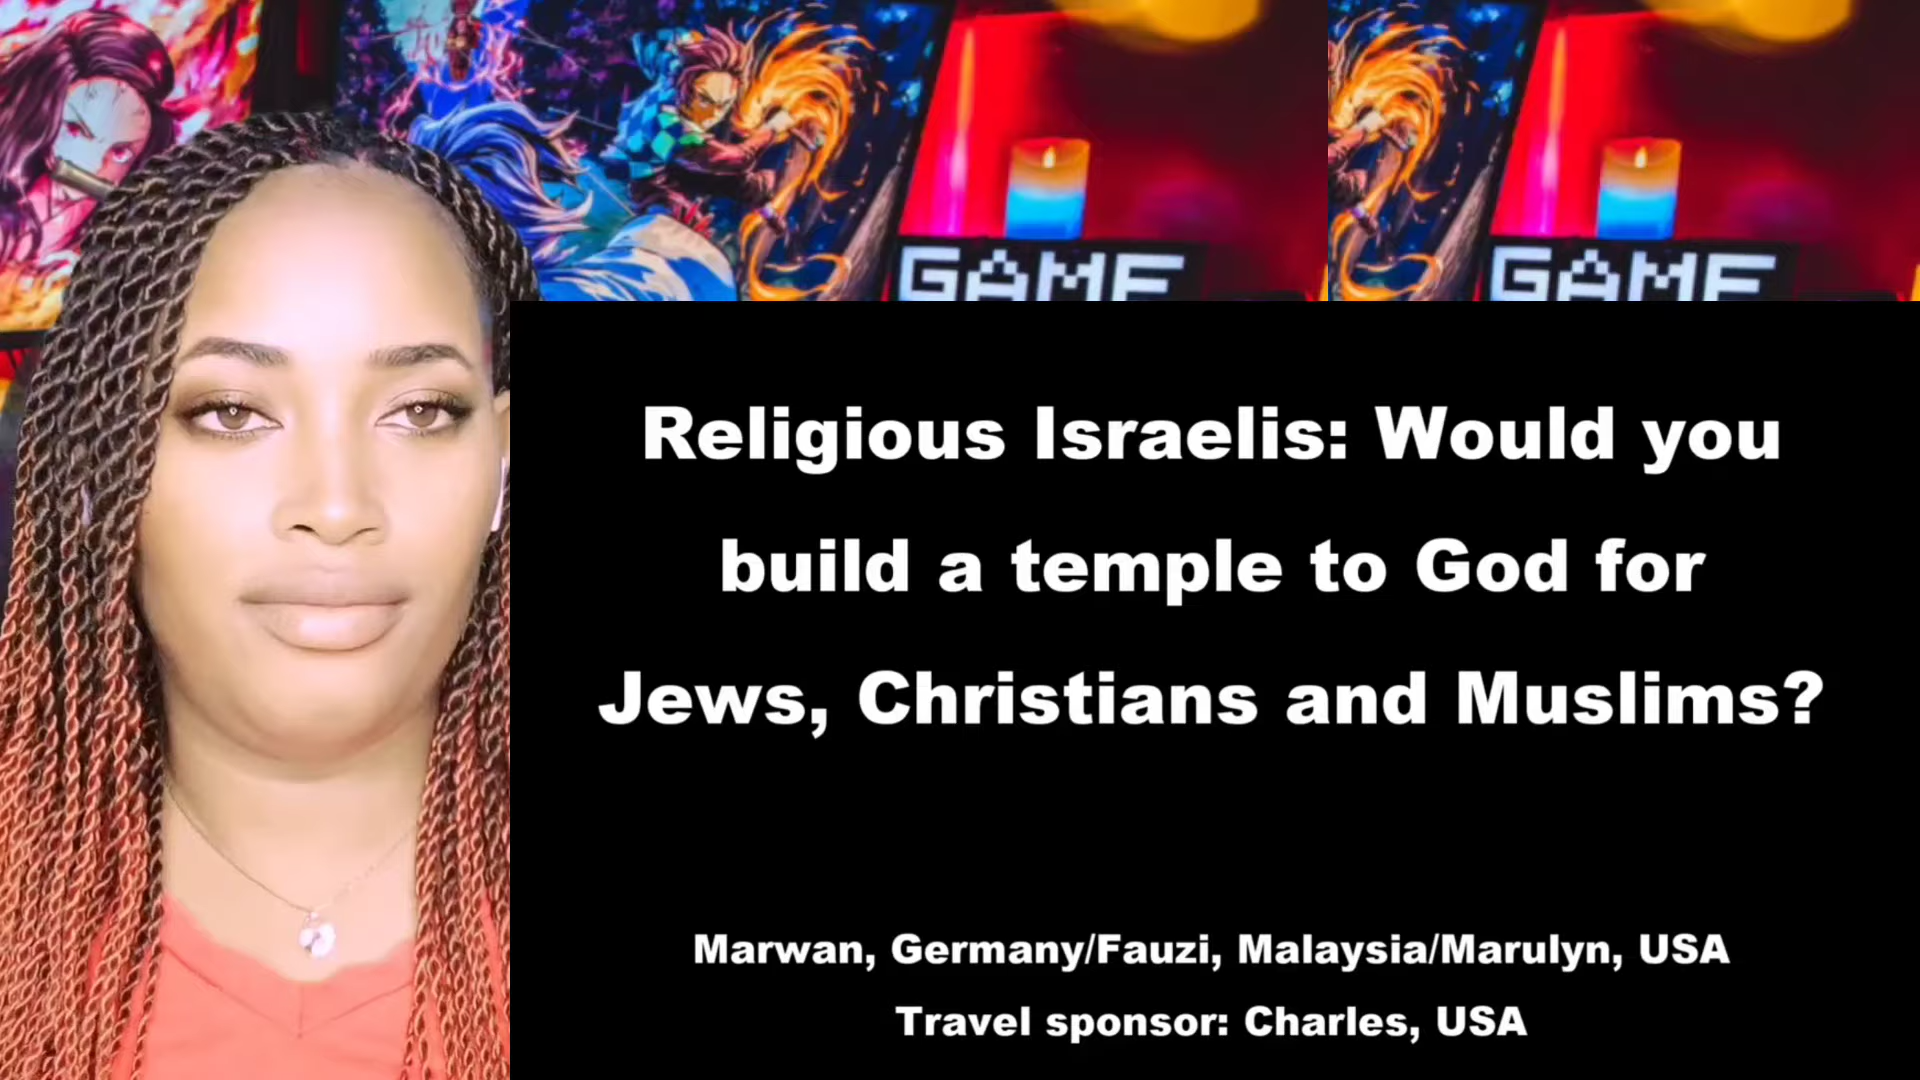 GAME
GAME
Religious Israelis: Would you
build a temple to God for
Jews, Christians and Muslims?
Marwan, Germany/Fauzi, Malaysia/Marulyn, USA
Travel sponsor: Charles, USA